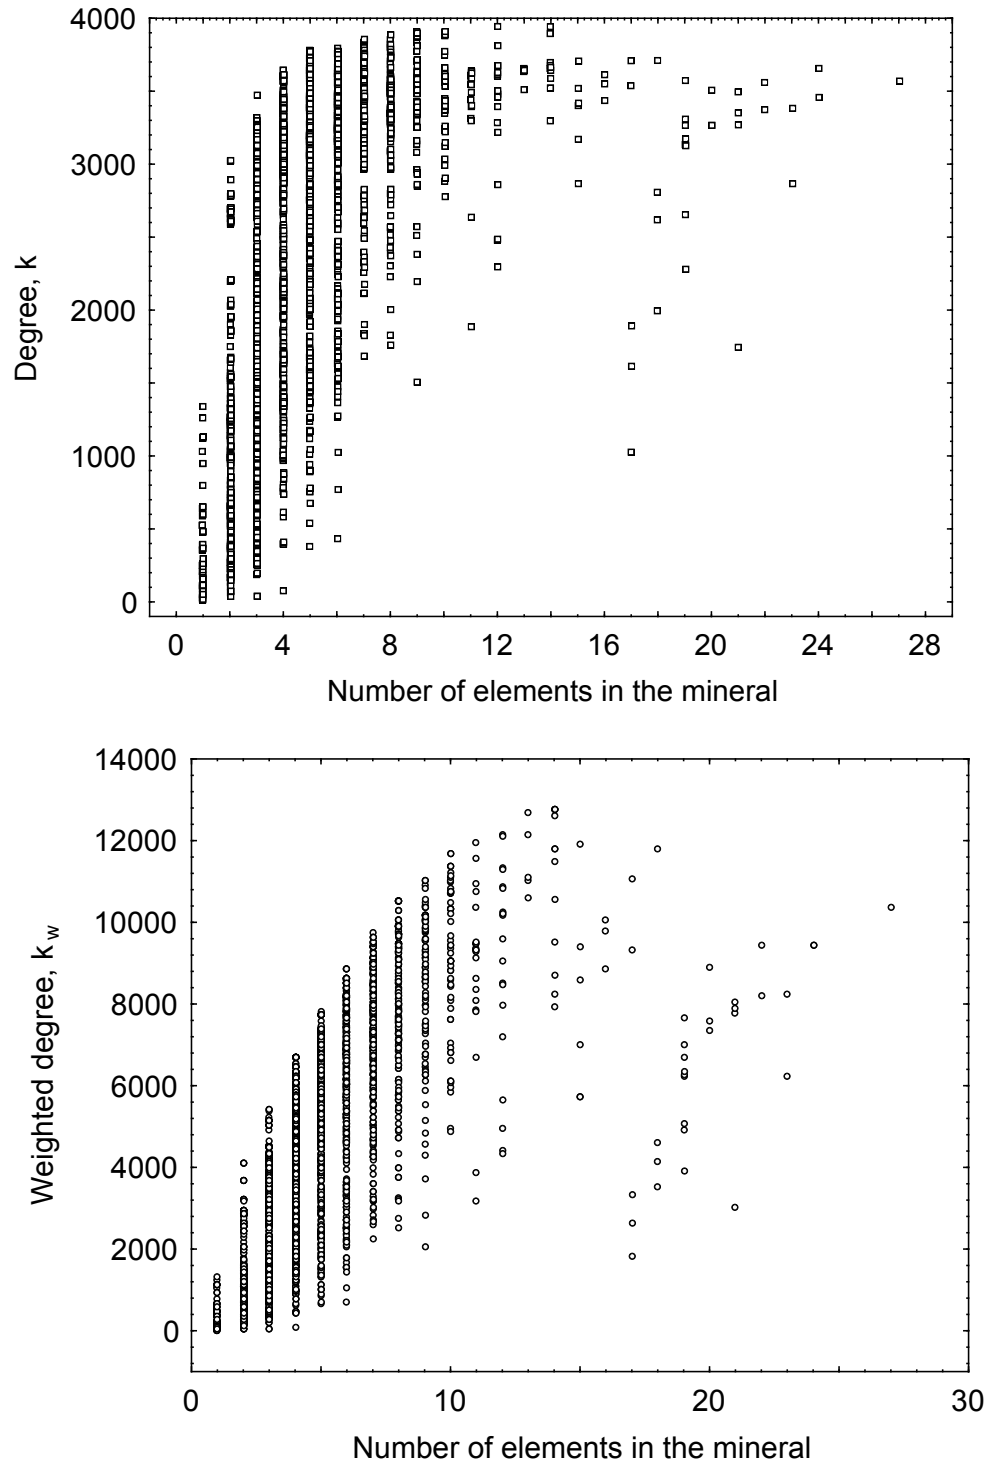 4000
3000
2000
1000
0
Degree, k
0 4 8 12 16 20 24 28
Number of elements in the mineral
14000
12000
10000
8000
6000
4000
2000
0
Weighted degree, k_w
0 10 20 30
Number of elements in the mineral